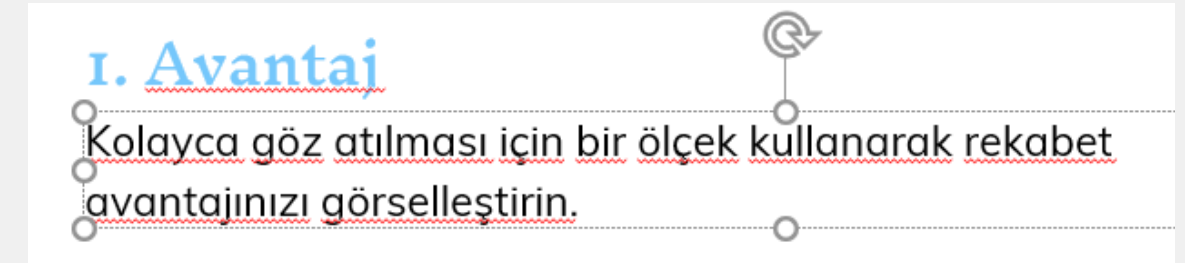 1. Avantaj
Kolayca göz atılması için bir ölçek kullanarak rekabet
avantajınızı görselleştirin.